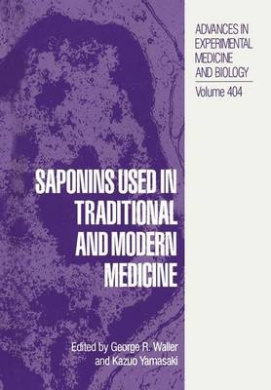 ADVANCES IN
EXPERIMENTAL
MEDICINE
AND BIOLOGY
Volume 404
SAPONINS USED IN
TRADITIONAL
AND MODERN
MEDICINE
Edited by George R. Waller
and Kazuo Yamasaki